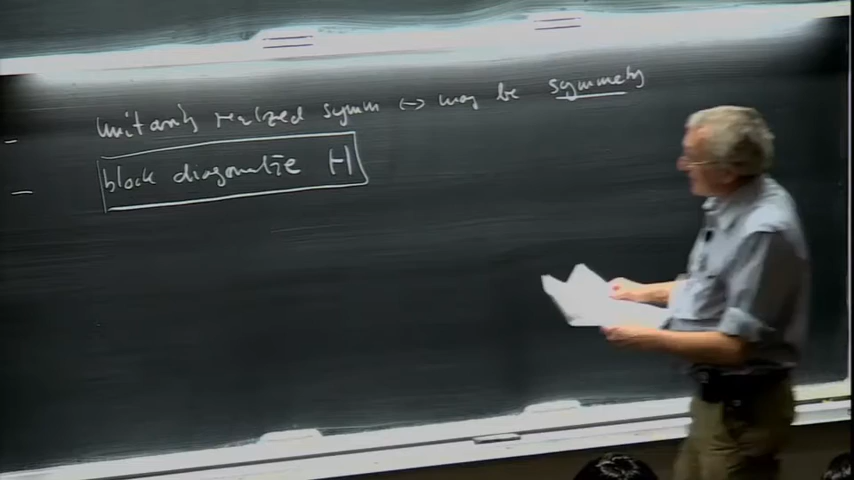 - unitarily realized symm ↔ may be symmetry
- block diagonalize H